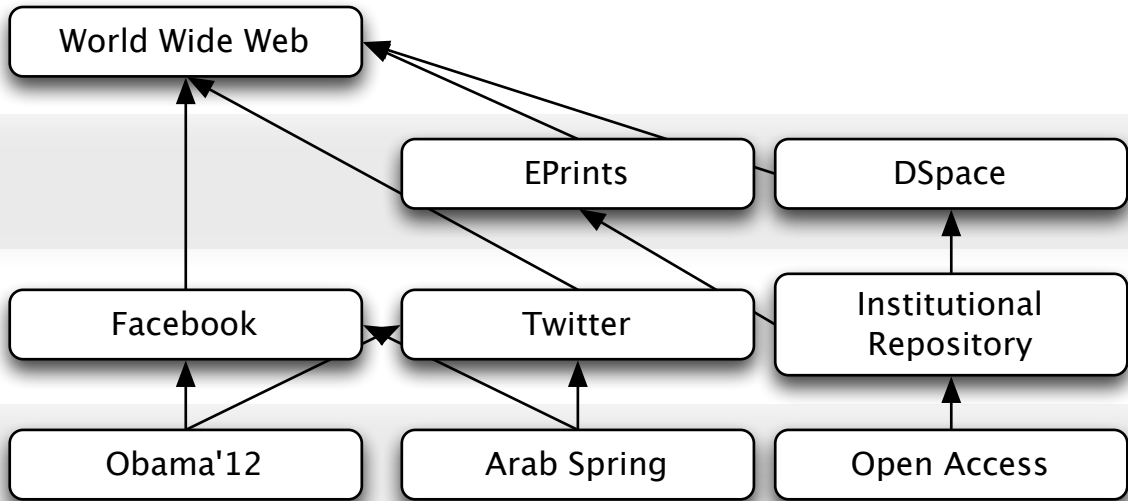 World Wide Web
EPrints
DSpace
Facebook
Twitter
Institutional
Repository
Obama'12
Arab Spring
Open Access